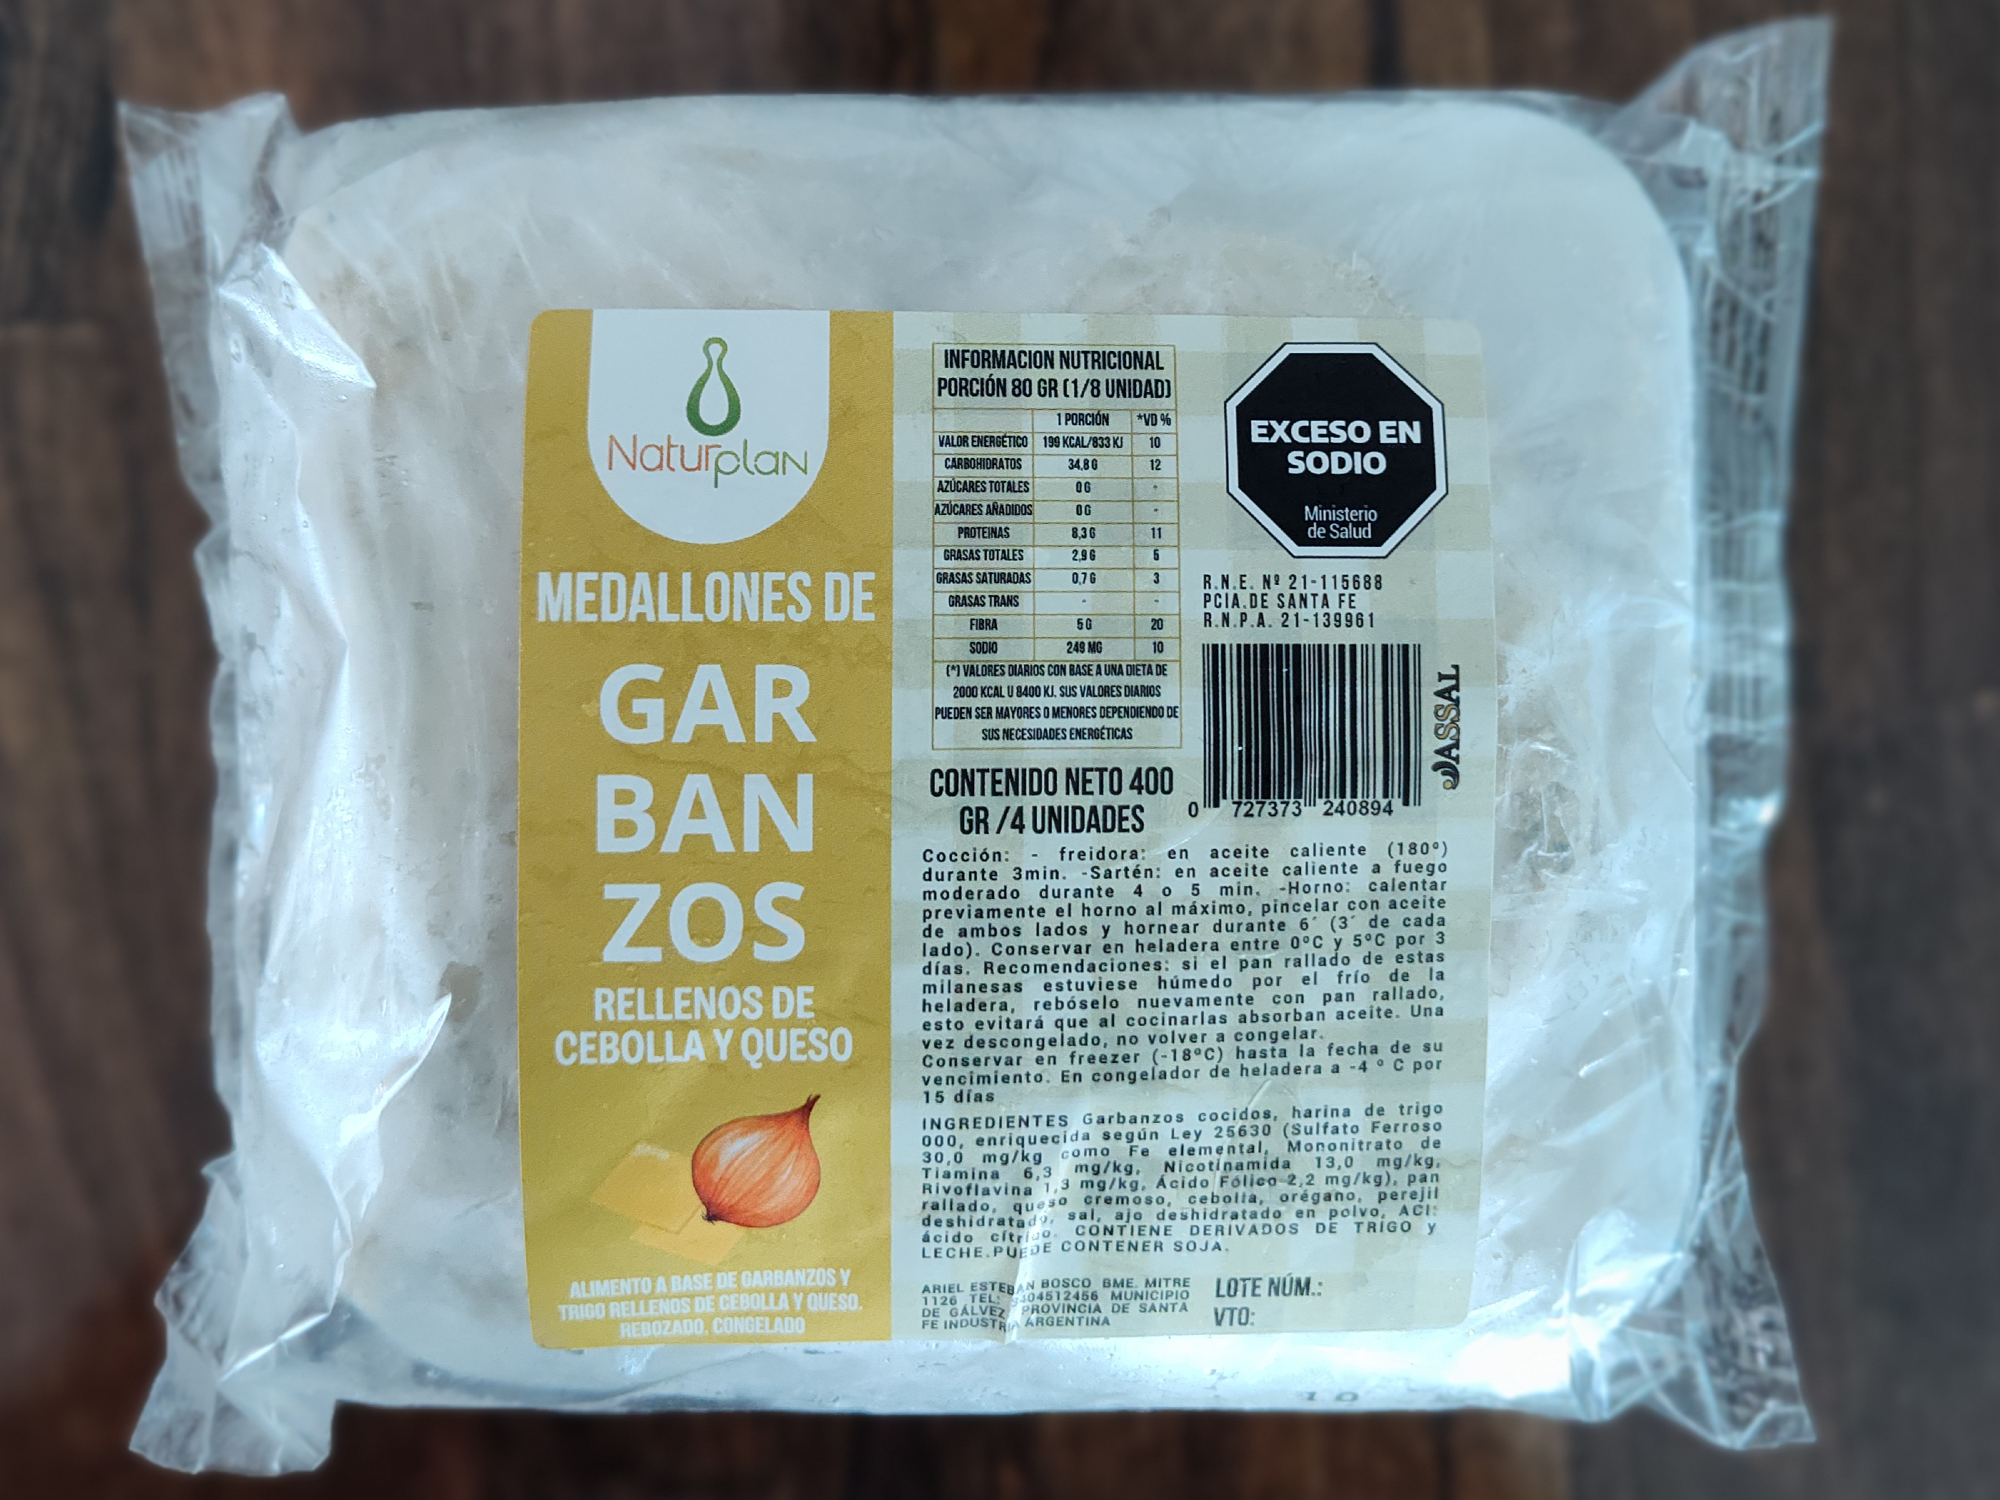 Naturplan
MEDALLONES DE
GAR
BAN
ZOS
RELLENOS DE
CEBOLLA Y QUESO
ALIMENTO A BASE DE GARBANZOS Y
TRIGO RELLENOS DE CEBOLLA Y QUESO.
REBOZADO. CONGELADO
INFORMACION NUTRICIONAL
PORCIÓN 80 GR (1/8 UNIDAD)
1 PORCIÓN *VD %
VALOR ENERGÉTICO 199 KCAL/833 KJ 10
CARBOHIDRATOS 34,8 G 12
AZÚCARES TOTALES 0 G -
AZÚCARES AÑADIDOS 0 G -
PROTEINAS 8,3 G 11
GRASAS TOTALES 2,9 G 5
GRASAS SATURADAS 0,7 G 3
GRASAS TRANS - -
FIBRA 5 G 20
SODIO 249 MG 10
(*) VALORES DIARIOS CON BASE A UNA DIETA DE
2000 KCAL U 8400 KJ. SUS VALORES DIARIOS
PUEDEN SER MAYORES O MENORES DEPENDIENDO DE
SUS NECESIDADES ENERGÉTICAS
CONTENIDO NETO 400
GR /4 UNIDADES
EXCESO EN
SODIO
Ministerio
de Salud
R.N.E. Nº 21-115688
PCIA.DE SANTA FE
R.N.P.A. 21-139961
0 727373 240894
ASSAL
Cocción: - freidora: en aceite caliente (180º)
durante 3min. -Sartén: en aceite caliente a fuego
moderado durante 4 o 5 min. -Horno: calentar
previamente el horno al máximo, pincelar con aceite
de ambos lados y hornear durante 6´ (3´ de cada
lado). Conservar en heladera entre 0ºC y 5ºC por 3
días. Recomendaciones: si el pan rallado de estas
milanesas estuviese húmedo por el frío de la
heladera, rebóselo nuevamente con pan rallado,
esto evitará que al cocinarlas absorban aceite. Una
vez descongelado, no volver a congelar.
Conservar en freezer (-18ºC) hasta la fecha de su
vencimiento. En congelador de heladera a -4 º C por
15 días
INGREDIENTES Garbanzos cocidos, harina de trigo
000, enriquecida según Ley 25630 (Sulfato Ferroso
30,0 mg/kg como Fe elemental, Mononitrato de
Tiamina 6,3 mg/kg, Nicotinamida 13,0 mg/kg,
Rivoflavina 1,3 mg/kg, Ácido Fólico 2,2 mg/kg), pan
rallado, queso cremoso, cebolla, orégano, perejil
deshidratado, sal, ajo deshidratado en polvo, ACI:
ácido cítrico. CONTIENE DERIVADOS DE TRIGO y
LECHE.PUEDE CONTENER SOJA.
ARIEL ESTEBAN BOSCO BME. MITRE
1126 TEL: 3404512456 MUNICIPIO
DE GÁLVEZ PROVINCIA DE SANTA
FE INDUSTRIA ARGENTINA
LOTE NÚM.:
VTO: